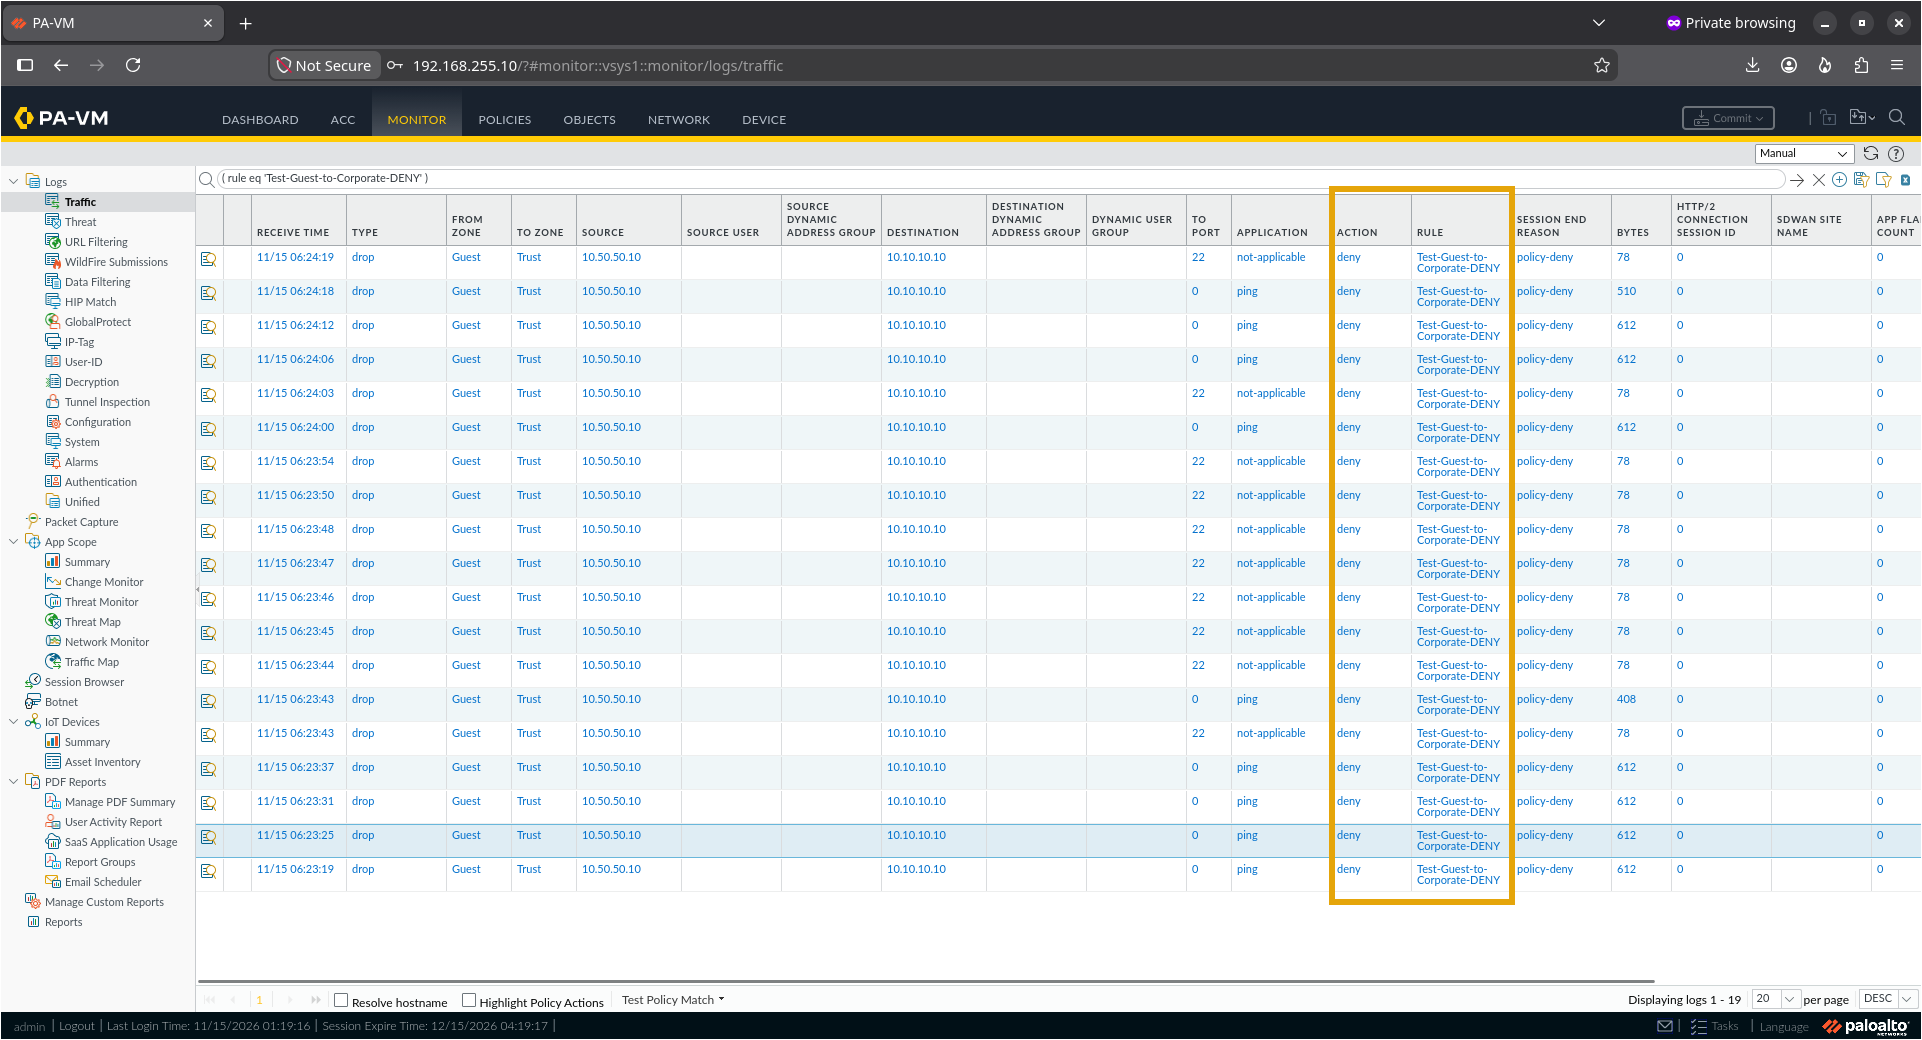 PA-VM
Private browsing
Not Secure 192.168.255.10/?#monitor::vsys1::monitor/logs/traffic
PA-VM DASHBOARD ACC MONITOR POLICIES OBJECTS NETWORK DEVICE Commit
Manual
( rule eq 'Test-Guest-to-Corporate-DENY' )
Logs
Traffic
Threat
URL Filtering
WildFire Submissions
Data Filtering
HIP Match
GlobalProtect
IP-Tag
User-ID
Decryption
Tunnel Inspection
Configuration
System
Alarms
Authentication
Unified
Packet Capture
App Scope
Summary
Change Monitor
Threat Monitor
Threat Map
Network Monitor
Traffic Map
Session Browser
Botnet
IoT Devices
Summary
Asset Inventory
PDF Reports
Manage PDF Summary
User Activity Report
SaaS Application Usage
Report Groups
Email Scheduler
Manage Custom Reports
Reports
RECEIVE TIME TYPE FROM ZONE TO ZONE SOURCE SOURCE USER SOURCE DYNAMIC ADDRESS GROUP DESTINATION DESTINATION DYNAMIC ADDRESS GROUP DYNAMIC USER GROUP TO PORT APPLICATION ACTION RULE SESSION END REASON BYTES HTTP/2 CONNECTION SESSION ID SDWAN SITE NAME APP FLA COUNT
11/15 06:24:19 drop Guest Trust 10.50.50.10 10.10.10.10 22 not-applicable deny Test-Guest-to-Corporate-DENY policy-deny 78 0 0
11/15 06:24:18 drop Guest Trust 10.50.50.10 10.10.10.10 0 ping deny Test-Guest-to-Corporate-DENY policy-deny 510 0 0
11/15 06:24:12 drop Guest Trust 10.50.50.10 10.10.10.10 0 ping deny Test-Guest-to-Corporate-DENY policy-deny 612 0 0
11/15 06:24:06 drop Guest Trust 10.50.50.10 10.10.10.10 0 ping deny Test-Guest-to-Corporate-DENY policy-deny 612 0 0
11/15 06:24:03 drop Guest Trust 10.50.50.10 10.10.10.10 22 not-applicable deny Test-Guest-to-Corporate-DENY policy-deny 78 0 0
11/15 06:24:00 drop Guest Trust 10.50.50.10 10.10.10.10 0 ping deny Test-Guest-to-Corporate-DENY policy-deny 612 0 0
11/15 06:23:54 drop Guest Trust 10.50.50.10 10.10.10.10 22 not-applicable deny Test-Guest-to-Corporate-DENY policy-deny 78 0 0
11/15 06:23:50 drop Guest Trust 10.50.50.10 10.10.10.10 22 not-applicable deny Test-Guest-to-Corporate-DENY policy-deny 78 0 0
11/15 06:23:48 drop Guest Trust 10.50.50.10 10.10.10.10 22 not-applicable deny Test-Guest-to-Corporate-DENY policy-deny 78 0 0
11/15 06:23:47 drop Guest Trust 10.50.50.10 10.10.10.10 22 not-applicable deny Test-Guest-to-Corporate-DENY policy-deny 78 0 0
11/15 06:23:46 drop Guest Trust 10.50.50.10 10.10.10.10 22 not-applicable deny Test-Guest-to-Corporate-DENY policy-deny 78 0 0
11/15 06:23:45 drop Guest Trust 10.50.50.10 10.10.10.10 22 not-applicable deny Test-Guest-to-Corporate-DENY policy-deny 78 0 0
11/15 06:23:44 drop Guest Trust 10.50.50.10 10.10.10.10 22 not-applicable deny Test-Guest-to-Corporate-DENY policy-deny 78 0 0
11/15 06:23:43 drop Guest Trust 10.50.50.10 10.10.10.10 0 ping deny Test-Guest-to-Corporate-DENY policy-deny 408 0 0
11/15 06:23:43 drop Guest Trust 10.50.50.10 10.10.10.10 22 not-applicable deny Test-Guest-to-Corporate-DENY policy-deny 78 0 0
11/15 06:23:37 drop Guest Trust 10.50.50.10 10.10.10.10 0 ping deny Test-Guest-to-Corporate-DENY policy-deny 612 0 0
11/15 06:23:31 drop Guest Trust 10.50.50.10 10.10.10.10 0 ping deny Test-Guest-to-Corporate-DENY policy-deny 612 0 0
11/15 06:23:25 drop Guest Trust 10.50.50.10 10.10.10.10 0 ping deny Test-Guest-to-Corporate-DENY policy-deny 612 0 0
11/15 06:23:19 drop Guest Trust 10.50.50.10 10.10.10.10 0 ping deny Test-Guest-to-Corporate-DENY policy-deny 612 0 0
1 Resolve hostname Highlight Policy Actions Test Policy Match Displaying logs 1 - 19 20 per page DESC
admin | Logout | Last Login Time: 11/15/2026 01:19:16 | Session Expire Time: 12/15/2026 04:19:17 | Tasks | Language paloalto NETWORKS